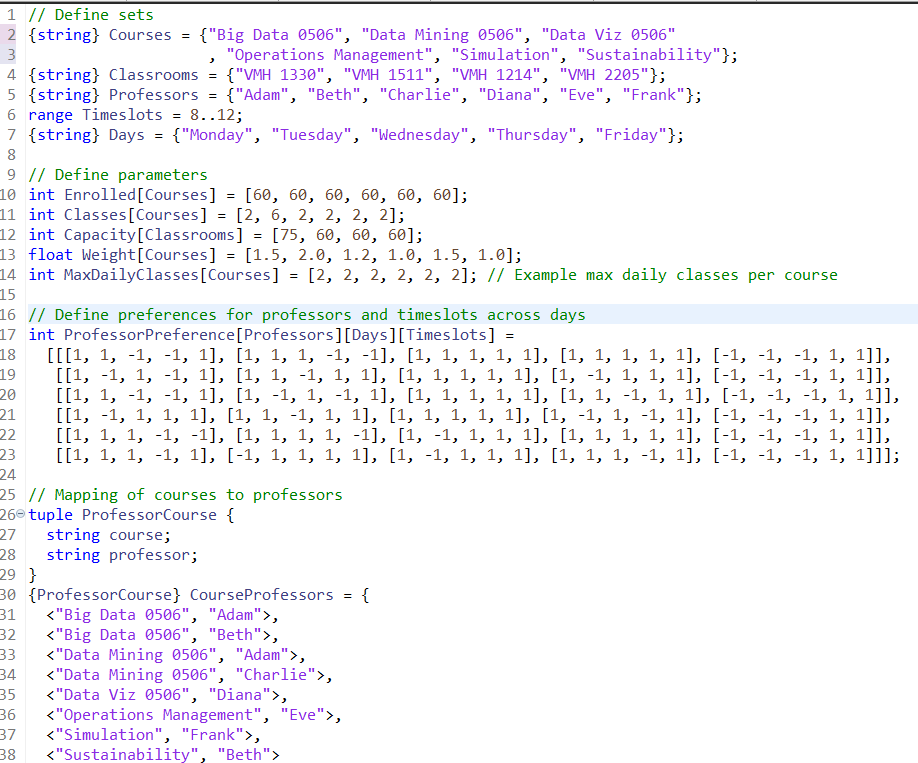 1 // Define sets
2 {string} Courses = {"Big Data 0506", "Data Mining 0506", "Data Viz 0506"
3 , "Operations Management", "Simulation", "Sustainability"};
4 {string} Classrooms = {"VMH 1330", "VMH 1511", "VMH 1214", "VMH 2205"};
5 {string} Professors = {"Adam", "Beth", "Charlie", "Diana", "Eve", "Frank"};
6 range Timeslots = 8..12;
7 {string} Days = {"Monday", "Tuesday", "Wednesday", "Thursday", "Friday"};
8
9 // Define parameters
10 int Enrolled[Courses] = [60, 60, 60, 60, 60, 60];
11 int Classes[Courses] = [2, 6, 2, 2, 2, 2];
12 int Capacity[Classrooms] = [75, 60, 60, 60];
13 float Weight[Courses] = [1.5, 2.0, 1.2, 1.0, 1.5, 1.0];
14 int MaxDailyClasses[Courses] = [2, 2, 2, 2, 2, 2]; // Example max daily classes per course
15
16 // Define preferences for professors and timeslots across days
17 int ProfessorPreference[Professors][Days][Timeslots] =
18 [[[1, 1, -1, -1, 1], [1, 1, 1, -1, -1], [1, 1, 1, 1, 1], [1, 1, 1, 1, 1], [-1, -1, -1, 1, 1]],
19 [[1, -1, 1, -1, 1], [1, 1, -1, 1, 1], [1, 1, 1, 1, 1], [1, -1, 1, 1, 1], [-1, -1, -1, 1, 1]],
20 [[1, 1, -1, -1, 1], [1, -1, 1, -1, 1], [1, 1, 1, 1, 1], [1, 1, -1, 1, 1], [-1, -1, -1, 1, 1]],
21 [[1, -1, 1, 1, 1], [1, 1, -1, 1, 1], [1, 1, 1, 1, 1], [1, -1, 1, -1, 1], [-1, -1, -1, 1, 1]],
22 [[1, 1, 1, -1, -1], [1, 1, 1, 1, -1], [1, -1, 1, 1, 1], [1, 1, 1, 1, 1], [-1, -1, -1, 1, 1]],
23 [[1, 1, 1, -1, 1], [-1, 1, 1, 1, 1], [1, -1, 1, 1, 1], [1, 1, 1, -1, 1], [-1, -1, -1, 1, 1]]];
24
25 // Mapping of courses to professors
26 tuple ProfessorCourse {
27 string course;
28 string professor;
29 }
30 {ProfessorCourse} CourseProfessors = {
31 <"Big Data 0506", "Adam">,
32 <"Big Data 0506", "Beth">,
33 <"Data Mining 0506", "Adam">,
34 <"Data Mining 0506", "Charlie">,
35 <"Data Viz 0506", "Diana">,
36 <"Operations Management", "Eve">,
37 <"Simulation", "Frank">,
38 <"Sustainability", "Beth">